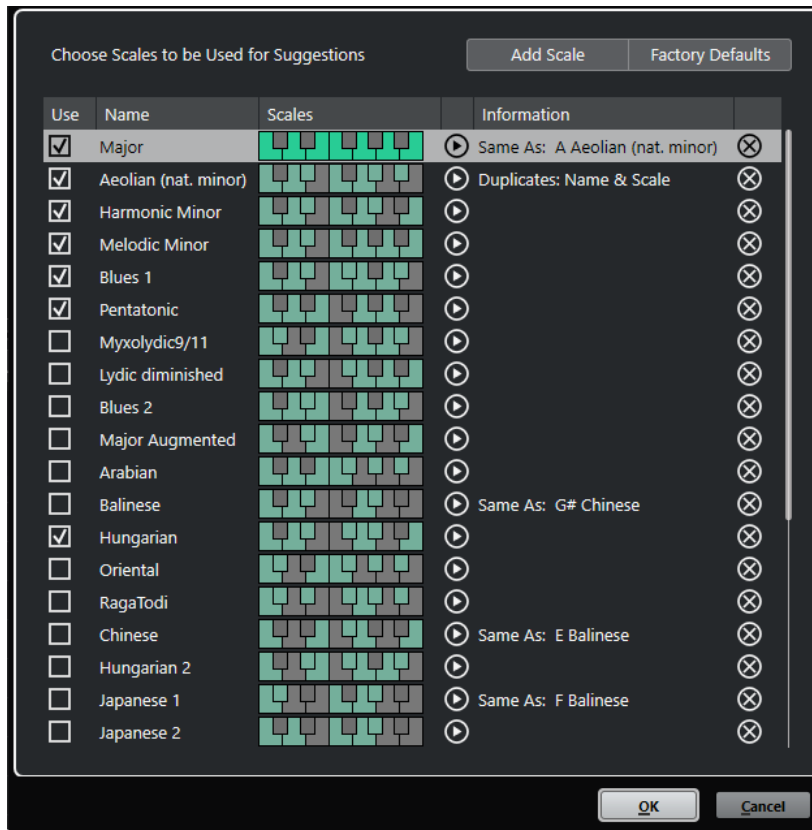 Choose Scales to be Used for Suggestions Add Scale Factory Defaults
Use Name Scales Information
Major Same As: A Aeolian (nat. minor)
Aeolian (nat. minor) Duplicates: Name & Scale
Harmonic Minor
Melodic Minor
Blues 1
Pentatonic
Myxolydic9/11
Lydic diminished
Blues 2
Major Augmented
Arabian
Balinese Same As: G# Chinese
Hungarian
Oriental
RagaTodi
Chinese Same As: E Balinese
Hungarian 2
Japanese 1 Same As: F Balinese
Japanese 2
OK Cancel